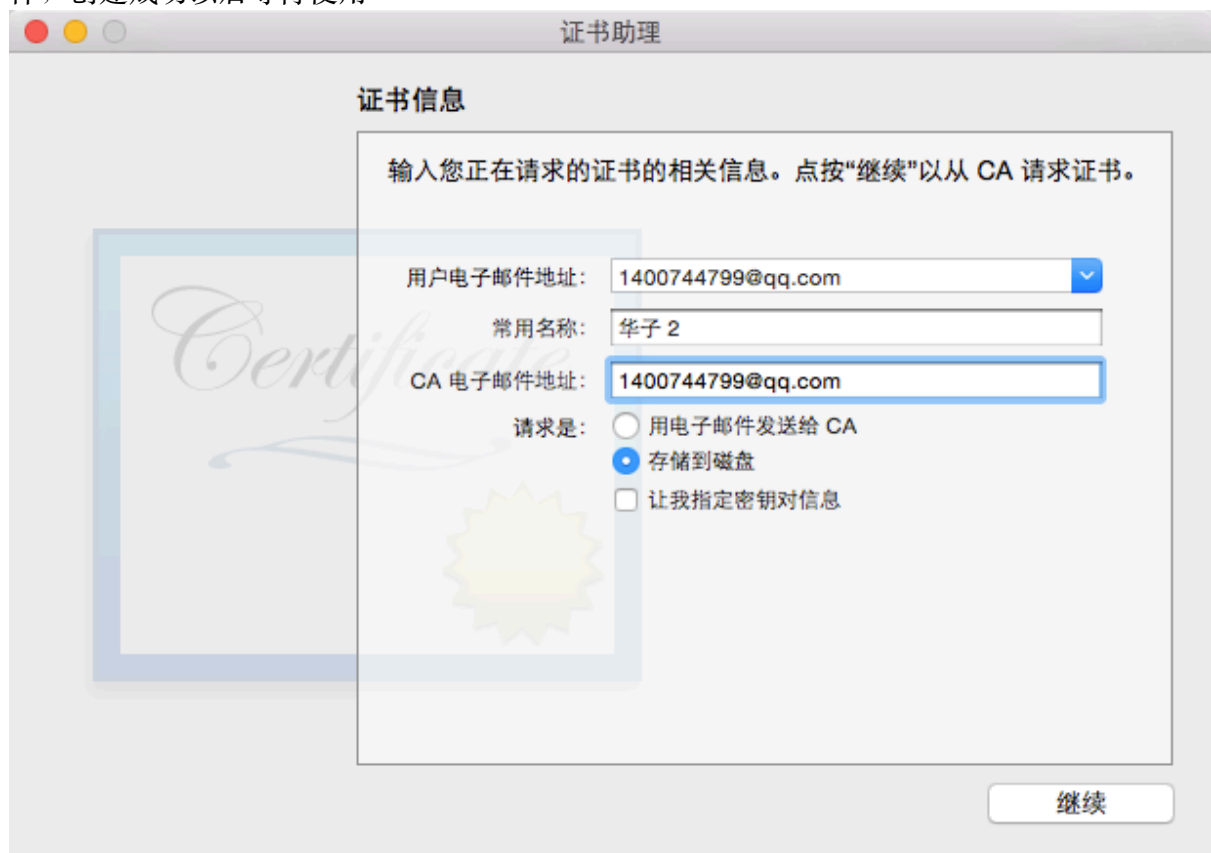 证书助理
证书信息
输入您正在请求的证书的相关信息。点按“继续”以从 CA 请求证书。
用户电子邮件地址: 1400744799@qq.com
常用名称: 华子 2
CA 电子邮件地址: 1400744799@qq.com
请求是: 用电子邮件发送给 CA
存储到磁盘
让我指定密钥对信息
Certificate
继续